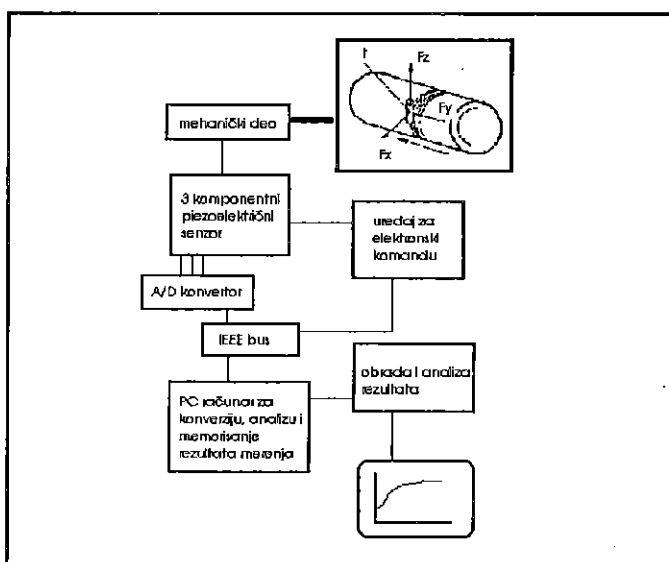 f
Fz
Fy
Fx
mehanički deo
3 komponentni
piezoelektrični
senzor
uređaj za
elektronski
komandu
A/D konvertor
IEEE bus
obrada i analiza
rezultata
PC računar za
konverziju, analizu i
memorisanje
rezultata merenja